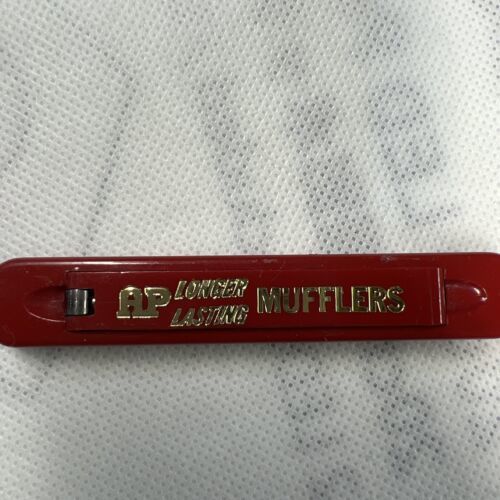 AP LONGER LASTING MUFFLERS